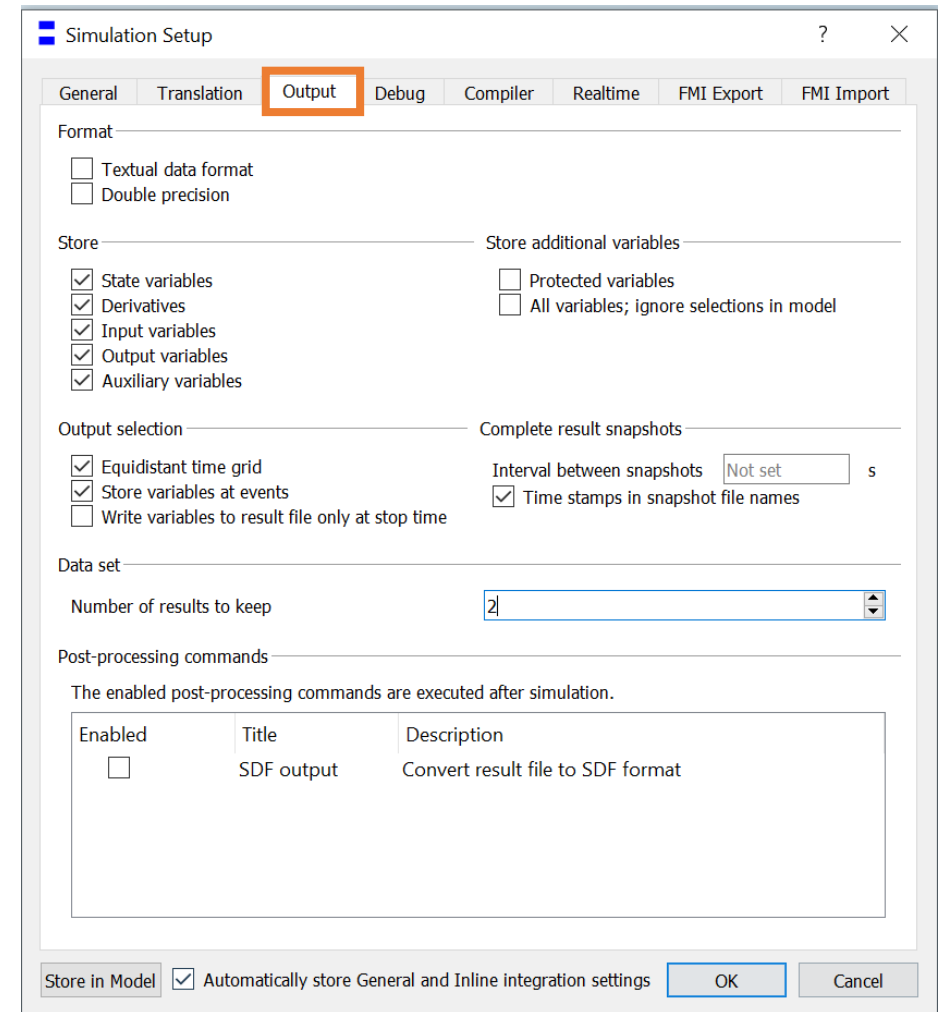 Simulation Setup ?
General Translation Output Debug Compiler Realtime FMI Export FMI Import
Format
Textual data format
Double precision
Store
State variables
Derivatives
Input variables
Output variables
Auxiliary variables
Store additional variables
Protected variables
All variables; ignore selections in model
Output selection
Equidistant time grid
Store variables at events
Write variables to result file only at stop time
Complete result snapshots
Interval between snapshots Not set s
Time stamps in snapshot file names
Data set
Number of results to keep 2
Post-processing commands
The enabled post-processing commands are executed after simulation.
Enabled Title Description
SDF output Convert result file to SDF format
Store in Model Automatically store General and Inline integration settings OK Cancel